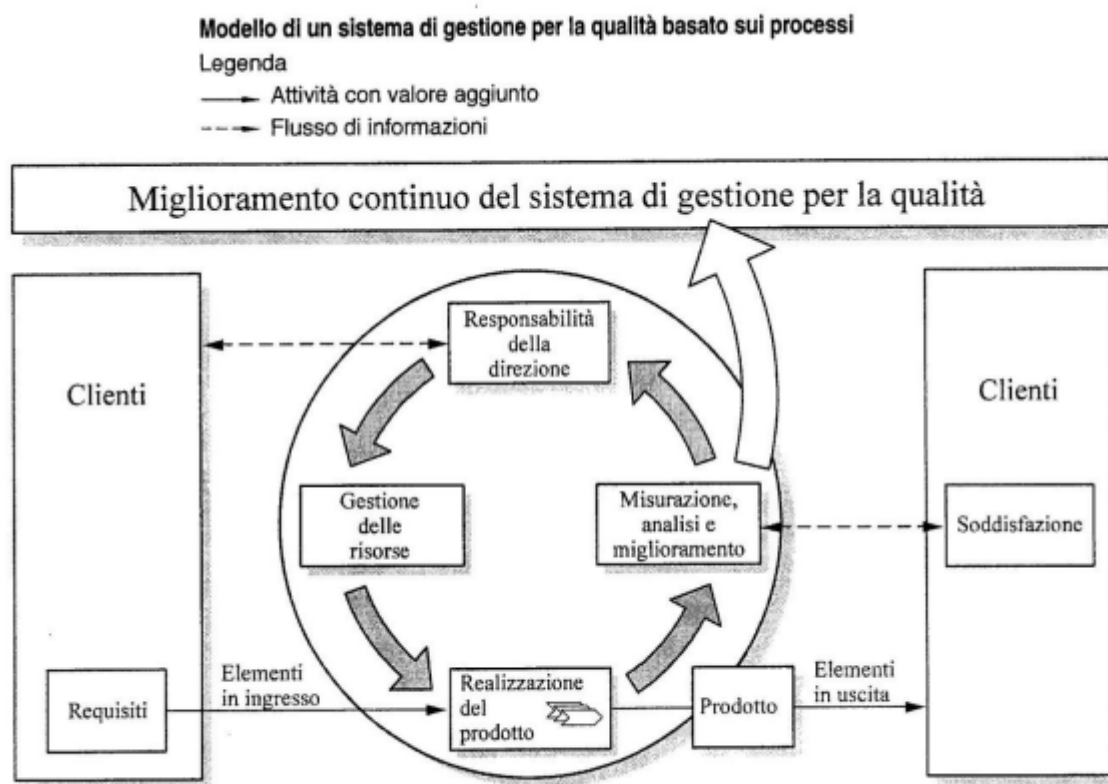 Modello di un sistema di gestione per la qualità basato sui processi
Legenda
Attività con valore aggiunto
Flusso di informazioni
Miglioramento continuo del sistema di gestione per la qualità
Clienti
Responsabilità
della
direzione
Clienti
Gestione
delle
risorse
Misurazione,
analisi e
miglioramento
Soddisfazione
Requisiti
Elementi
in ingresso
Realizzazione
del
prodotto
Prodotto
Elementi
in uscita